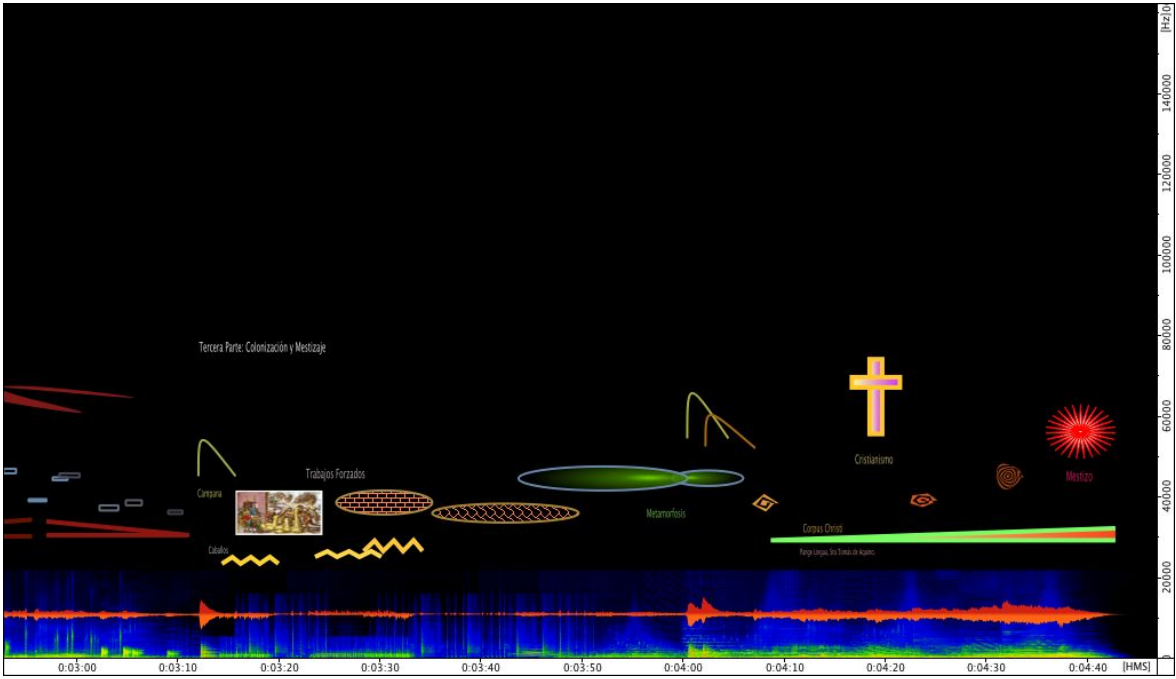 [Hz]0
140000
120000
100000
80000
60000
40000
20000
0
Tercera Parte: Colonización y Mestizaje
Cristianismo
Mestizo
Trabajos Forzados
Campana
Metamorfosis
Corpus Christi
Caballos
Pange Lingua, Sto Tomás de Aquino.
0:03:00 0:03:10 0:03:20 0:03:30 0:03:40 0:03:50 0:04:00 0:04:10 0:04:20 0:04:30 0:04:40 [HMS]